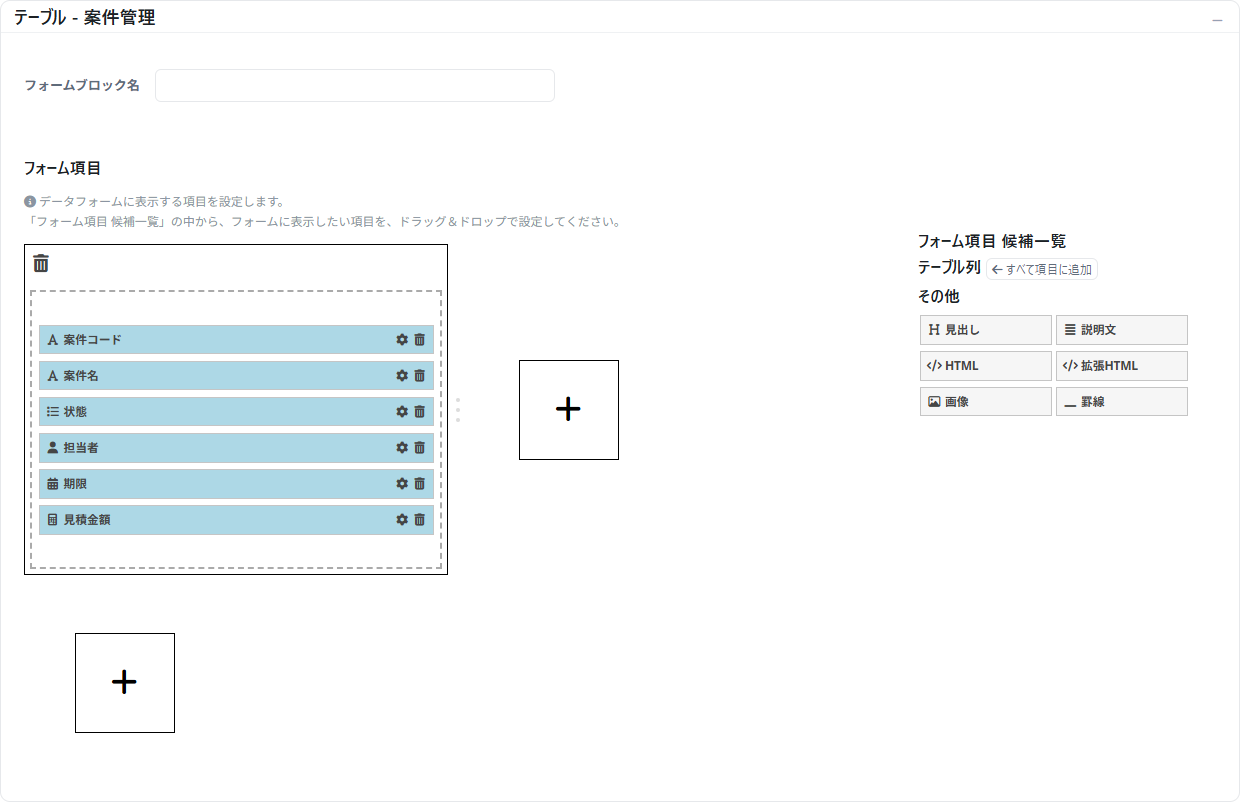 テーブル - 案件管理
フォームブロック名
フォーム項目
データフォームに表示する項目を設定します。
「フォーム項目 候補一覧」の中から、フォームに表示したい項目を、ドラッグ＆ドロップで設定してください。
案件コード
案件名
状態
担当者
期限
見積金額
フォーム項目 候補一覧
テーブル列 すべて項目に追加
その他
見出し 説明文
HTML 拡張HTML
画像 罫線